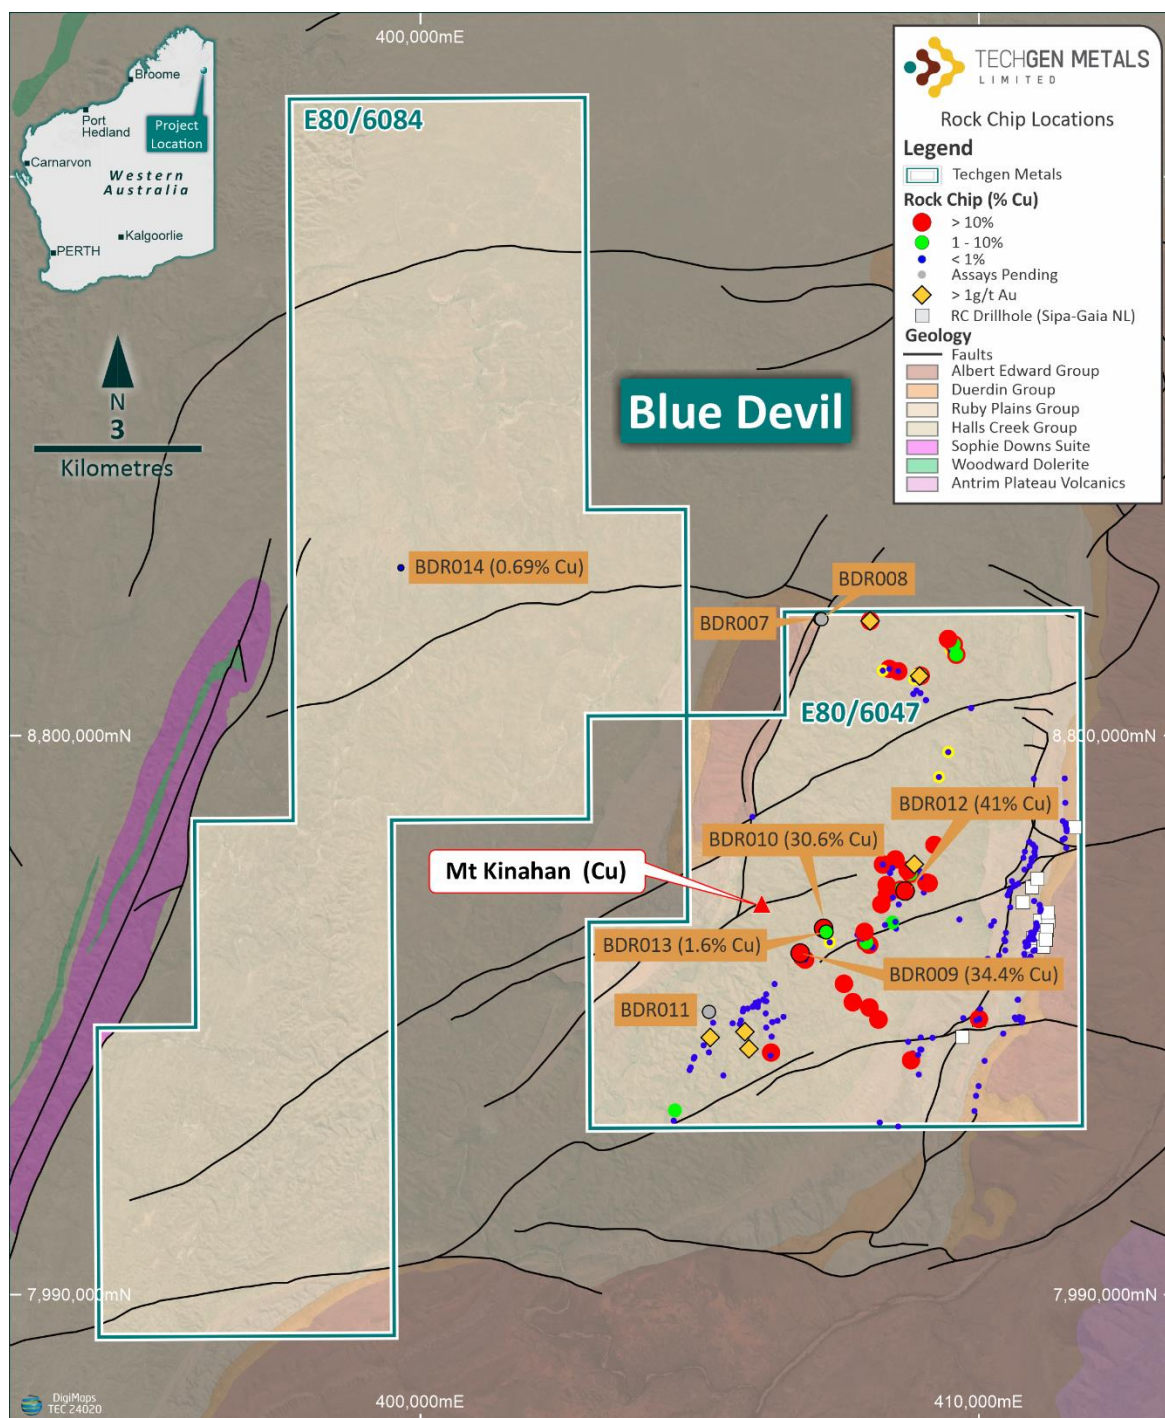 400,000mE
410,000mE
Broome
Port
Hedland
Project
Location
Carnarvon
Western
Australia
Kalgoorlie
PERTH
N
3
Kilometres
E80/6084
TECHGEN METALS
LIMITED
Rock Chip Locations
Legend
Techgen Metals
Rock Chip (% Cu)
> 10%
1 - 10%
< 1%
Assays Pending
> 1g/t Au
RC Drillhole (Sipa-Gaia NL)
Geology
Faults
Albert Edward Group
Duerdin Group
Ruby Plains Group
Halls Creek Group
Sophie Downs Suite
Woodward Dolerite
Antrim Plateau Volcanics
Blue Devil
BDR014 (0.69% Cu)
BDR008
BDR007
E80/6047
8,800,000mN
8,800,000mN
BDR012 (41% Cu)
BDR010 (30.6% Cu)
Mt Kinahan (Cu)
BDR013 (1.6% Cu)
BDR009 (34.4% Cu)
BDR011
7,990,000mN
7,990,000mN
DigiMaps
TEC 24020
400,000mE
410,000mE